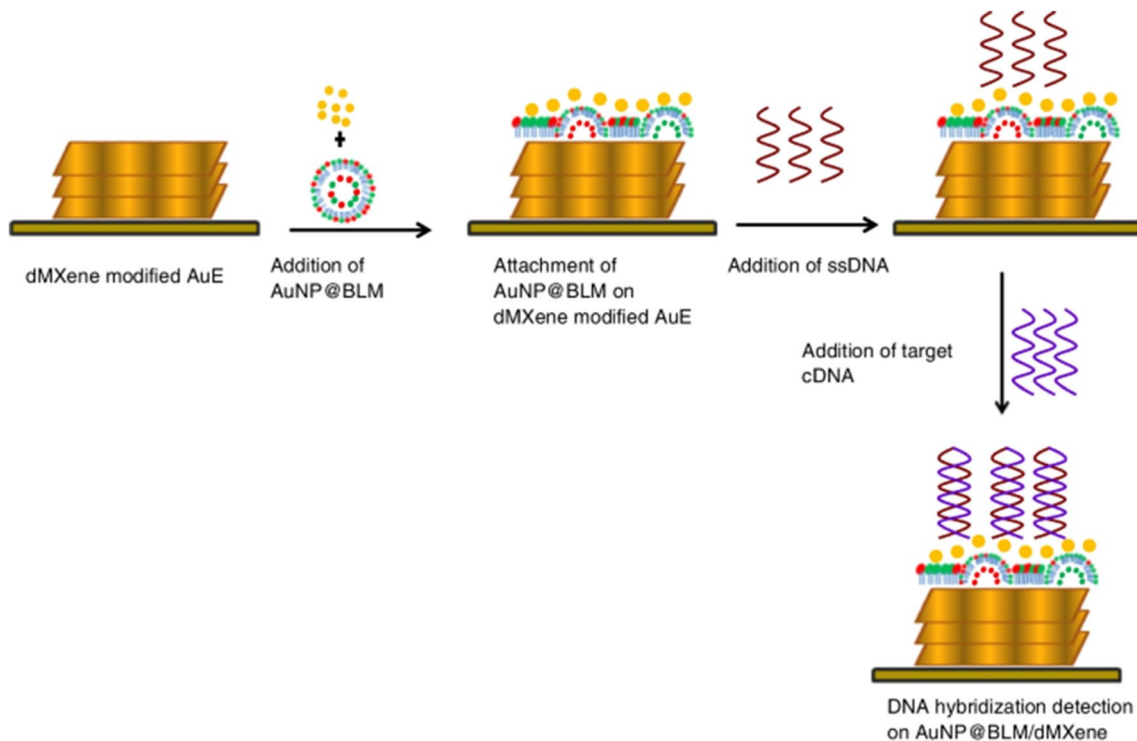 dMXene modified AuE
Addition of
AuNP@BLM
Attachment of
AuNP@BLM on
dMXene modified AuE
Addition of ssDNA
Addition of target
cDNA
DNA hybridization detection
on AuNP@BLM/dMXene